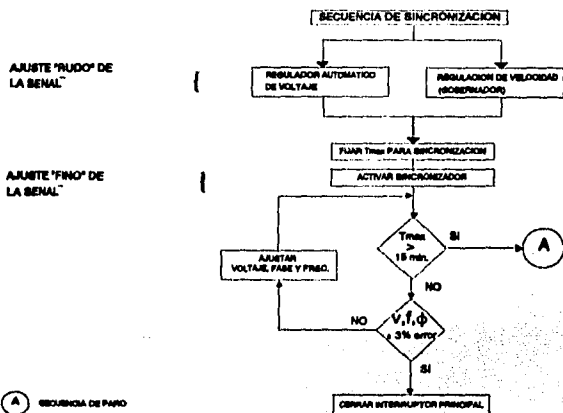 SECUENCIA DE SINCRONIZACION
AJUSTE "RUDO" DE
LA SEÑAL
REGULADOR AUTOMATICO
DE VOLTAJE
REGULACION DE VELOCIDAD
(GOBERNADOR)
FIJAR Tmax PARA SINCRONIZACION
AJUSTE "FINO" DE
LA SEÑAL
ACTIVAR SINCRONIZADOR
Tmax
>
15 min.
SI
A
AJUSTAR
VOLTAJE, FASE Y FREC.
NO
V,f,ϕ
± 3% error
NO
SI
A SECUENCIA DE PARO
CERRAR INTERRUPTOR PRINCIPAL